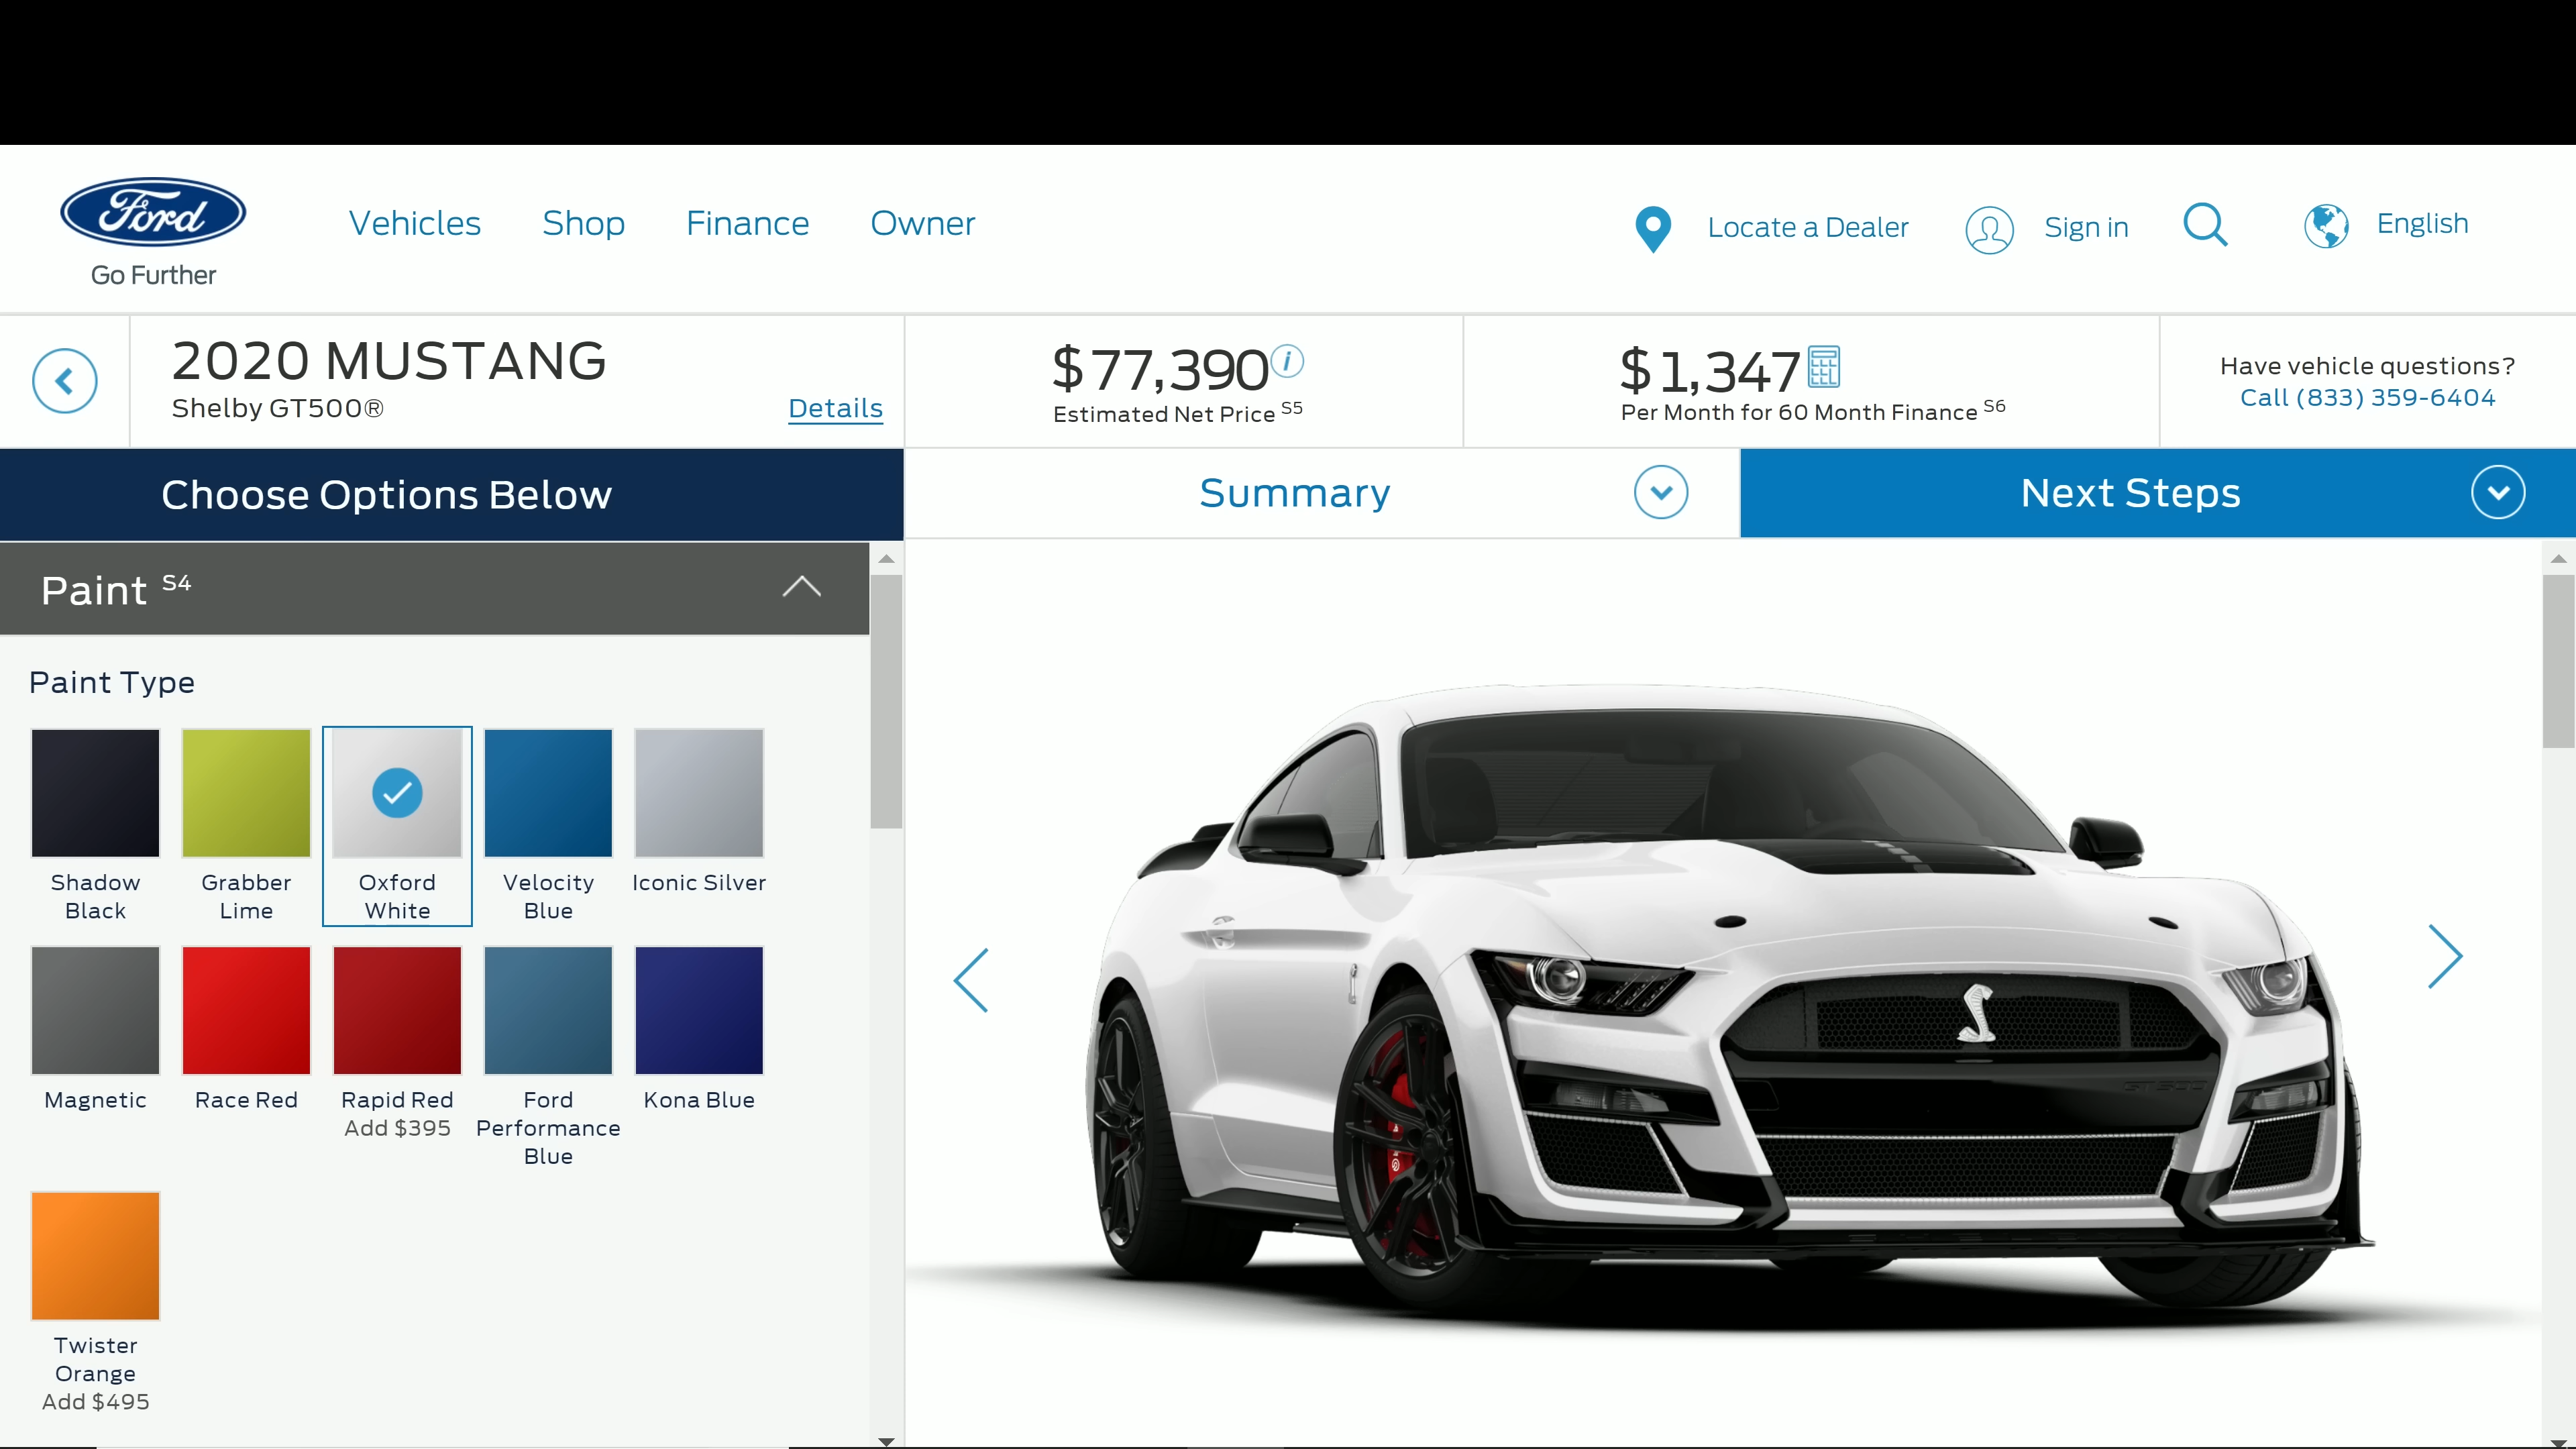 Ford
Go Further
Vehicles
Shop
Finance
Owner
Locate a Dealer
Sign in
English
2020 MUSTANG
Shelby GT500®
Details
$77,390
Estimated Net Price S5
$1,347
Per Month for 60 Month Finance S6
Have vehicle questions?
Call (833) 359-6404
Choose Options Below
Summary
Next Steps
Paint S4
Paint Type
Shadow
Black
Grabber
Lime
Oxford
White
Velocity
Blue
Iconic Silver
Magnetic
Race Red
Rapid Red
Add $395
Ford
Performance
Blue
Kona Blue
Twister
Orange
Add $495
GT500